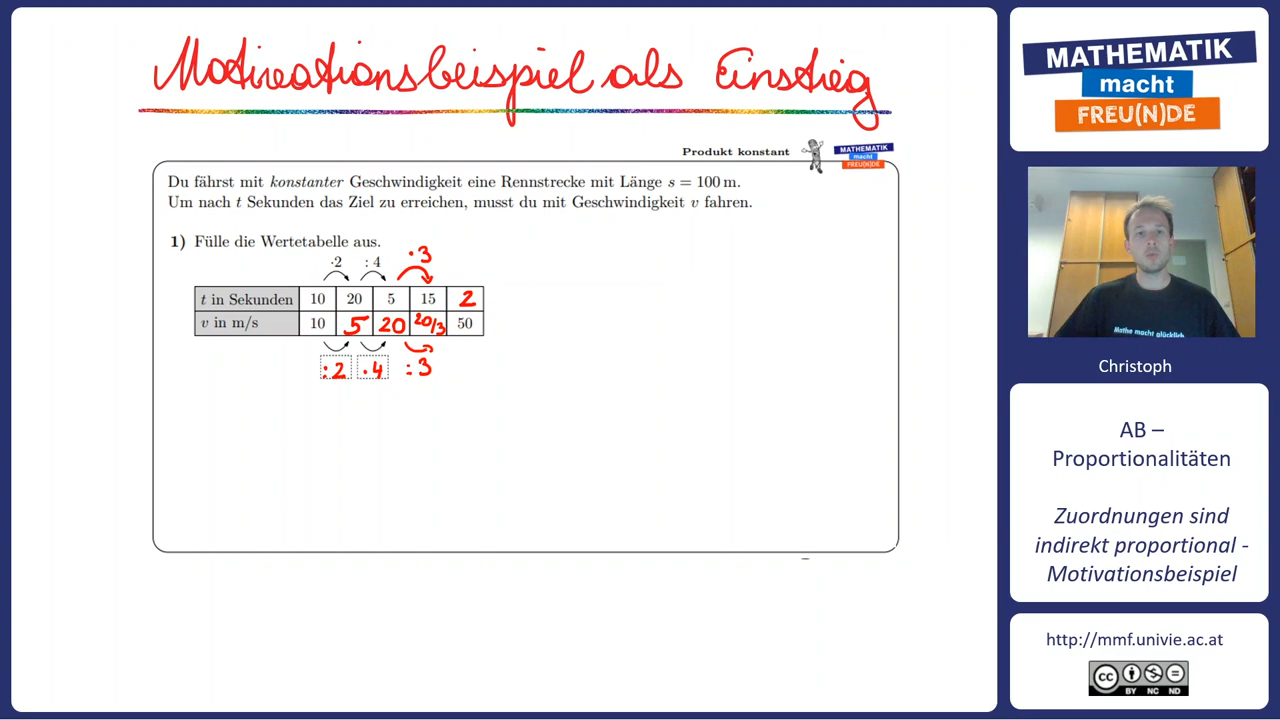 Motivationsbeispiel als Einstieg
Produkt konstant
MATHEMATIK
macht
FREU(N)DE
Du fährst mit konstanter Geschwindigkeit eine Rennstrecke mit Länge s = 100 m.
Um nach t Sekunden das Ziel zu erreichen, musst du mit Geschwindigkeit v fahren.
1) Fülle die Wertetabelle aus.
·2 : 4 ·3
t in Sekunden 10 20 5 15 2
v in m/s 10 5 20 20/3 50
:2 ·4 :3
MATHEMATIK
macht
FREU(N)DE
Mathe macht glücklich
Christoph
AB –
Proportionalitäten
Zuordnungen sind
indirekt proportional -
Motivationsbeispiel
http://mmf.univie.ac.at
CC BY NC ND